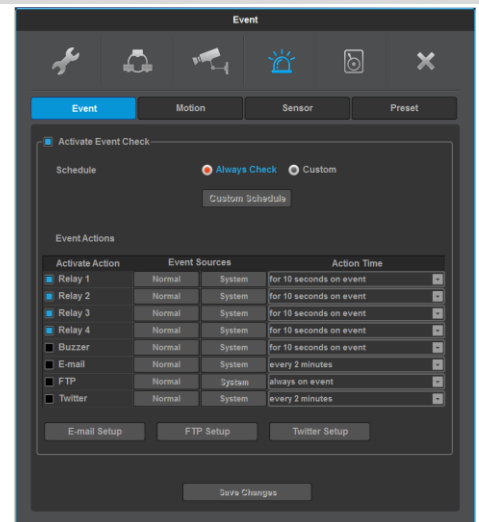 Event
Event Motion Sensor Preset
Activate Event Check
Schedule Always Check Custom
Custom Schedule
Event Actions
Activate Action Event Sources Action Time
Relay 1 Normal System for 10 seconds on event
Relay 2 Normal System for 10 seconds on event
Relay 3 Normal System for 10 seconds on event
Relay 4 Normal System for 10 seconds on event
Buzzer Normal System for 10 seconds on event
E-mail Normal System every 2 minutes
FTP Normal System always on event
Twitter Normal System every 2 minutes
E-mail Setup FTP Setup Twitter Setup
Save Changes